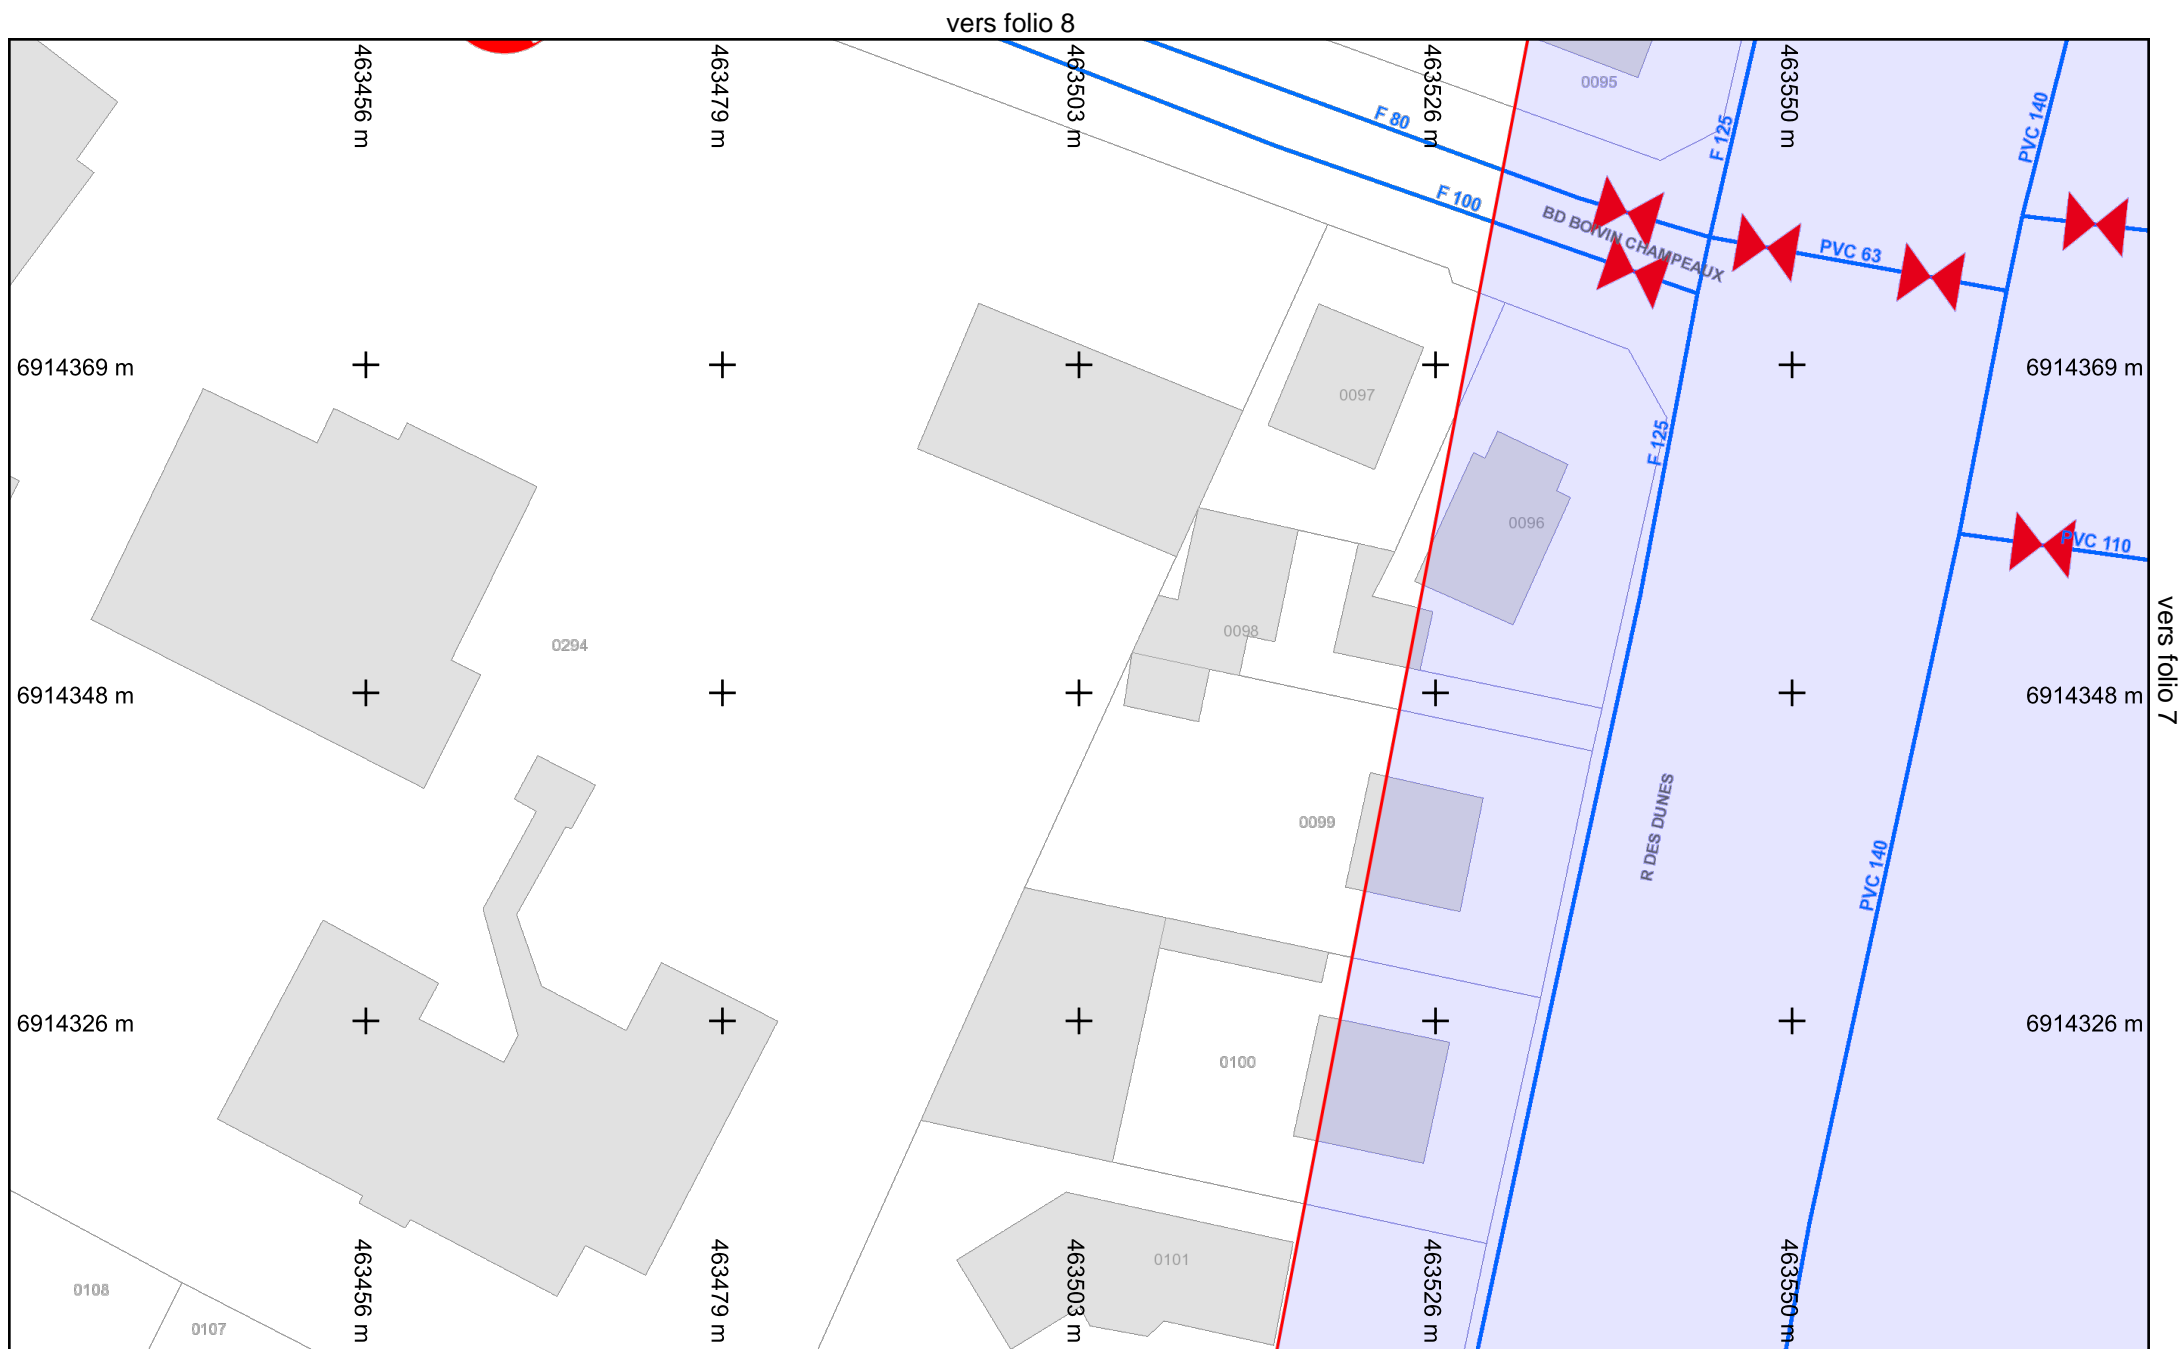 vers folio 8
463456 m
463479 m
463503 m
463526 m
463550 m
0095
F 80
F 125
PVC 140
F 100
BD BOIVIN CHAMPEAUX
PVC 63
6914369 m
6914369 m
0097
F 125
0096
PVC 110
0098
0294
vers folio 7
6914348 m
6914348 m
0099
R DES DUNES
PVC 140
6914326 m
6914326 m
0100
0101
463456 m
463479 m
463503 m
463526 m
463550 m
0108
0107